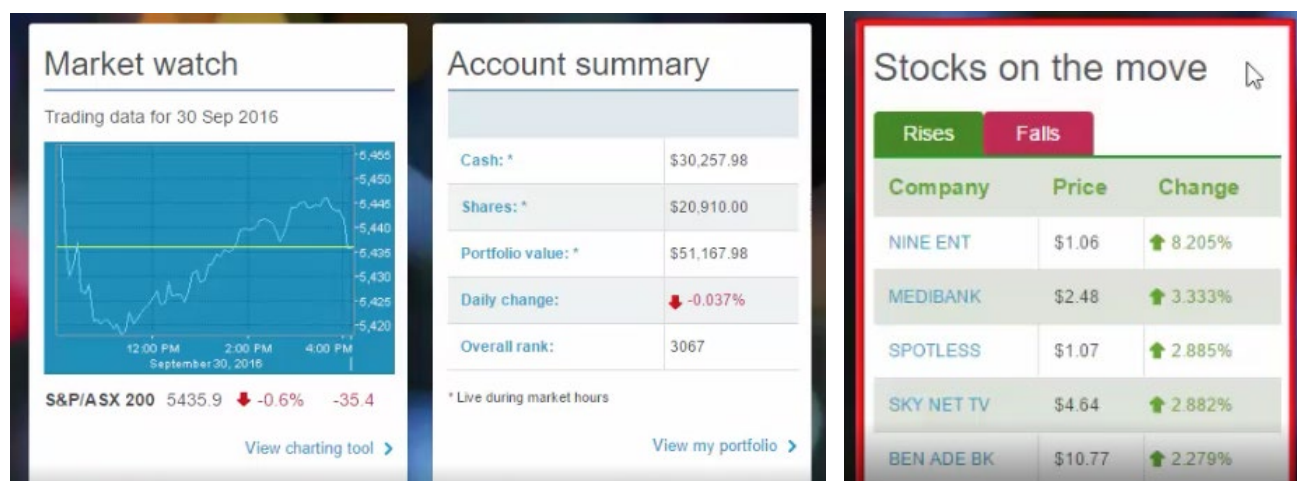 Market watch
Trading data for 30 Sep 2016
5,455
5,450
5,445
5,440
5,435
5,430
5,425
5,420
12:00 PM 2:00 PM 4:00 PM
September 30, 2016
S&P/ASX 200 5435.9 -0.6% -35.4
View charting tool
Account summary
Cash: * $30,257.98
Shares: * $20,910.00
Portfolio value: * $51,167.98
Daily change: -0.037%
Overall rank: 3067
* Live during market hours
View my portfolio
Stocks on the move
Rises Falls
Company Price Change
NINE ENT $1.06 8.205%
MEDIBANK $2.48 3.333%
SPOTLESS $1.07 2.885%
SKY NET TV $4.64 2.882%
BEN ADE BK $10.77 2.279%